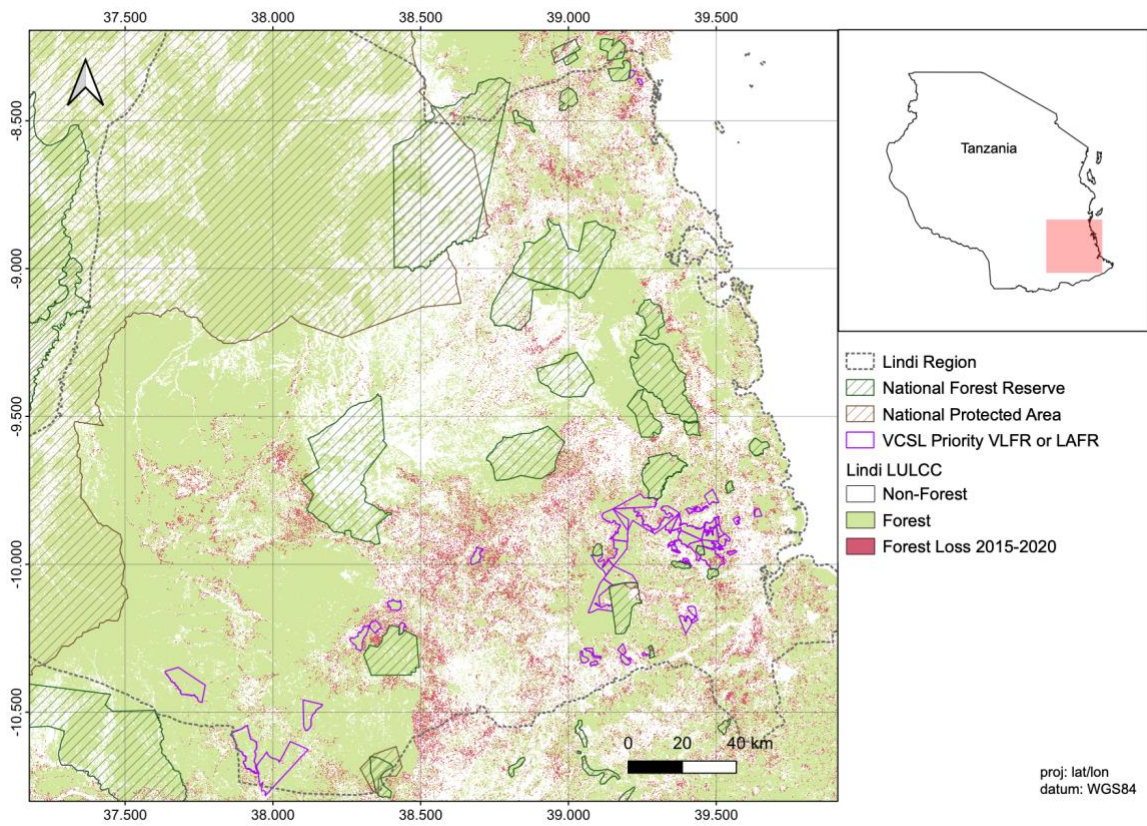 37.500 38.000 38.500 39.000 39.500
-8.500
-9.000
-9.500
-10.000
-10.500
0 20 40 km
37.500 38.000 38.500 39.000 39.500
Tanzania
Lindi Region
National Forest Reserve
National Protected Area
VCSL Priority VLFR or LAFR
Lindi LULCC
Non-Forest
Forest
Forest Loss 2015-2020
proj: lat/lon
datum: WGS84